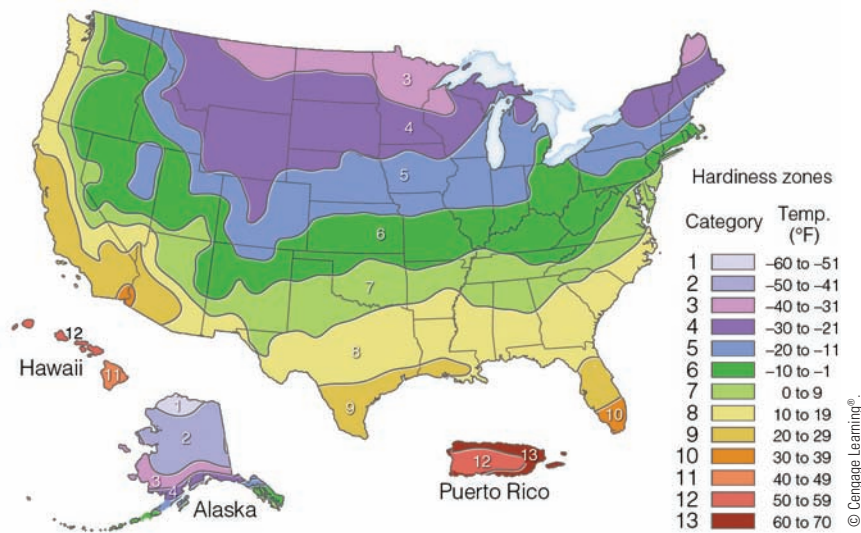 3
4
5
6
7
8
9
10
12
Hawaii
11
1
2
3
4
Alaska
12
13
Puerto Rico
Hardiness zones
Category Temp.
(°F)
1 –60 to –51
2 –50 to –41
3 –40 to –31
4 –30 to –21
5 –20 to –11
6 –10 to –1
7 0 to 9
8 10 to 19
9 20 to 29
10 30 to 39
11 40 to 49
12 50 to 59
13 60 to 70
© Cengage Learning®.